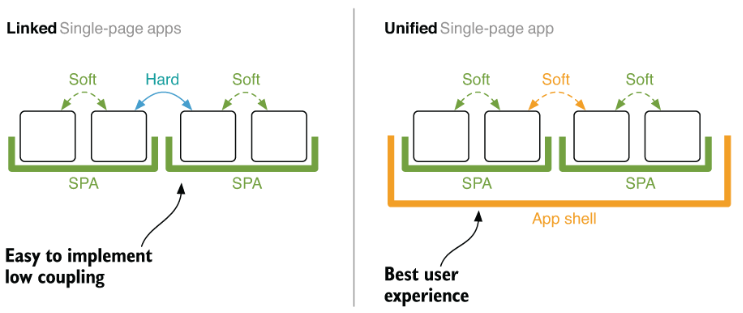 Linked Single-page apps
Soft
Hard
Soft
SPA
SPA
Easy to implement
low coupling
Unified Single-page app
Soft
Soft
Soft
SPA
SPA
App shell
Best user
experience